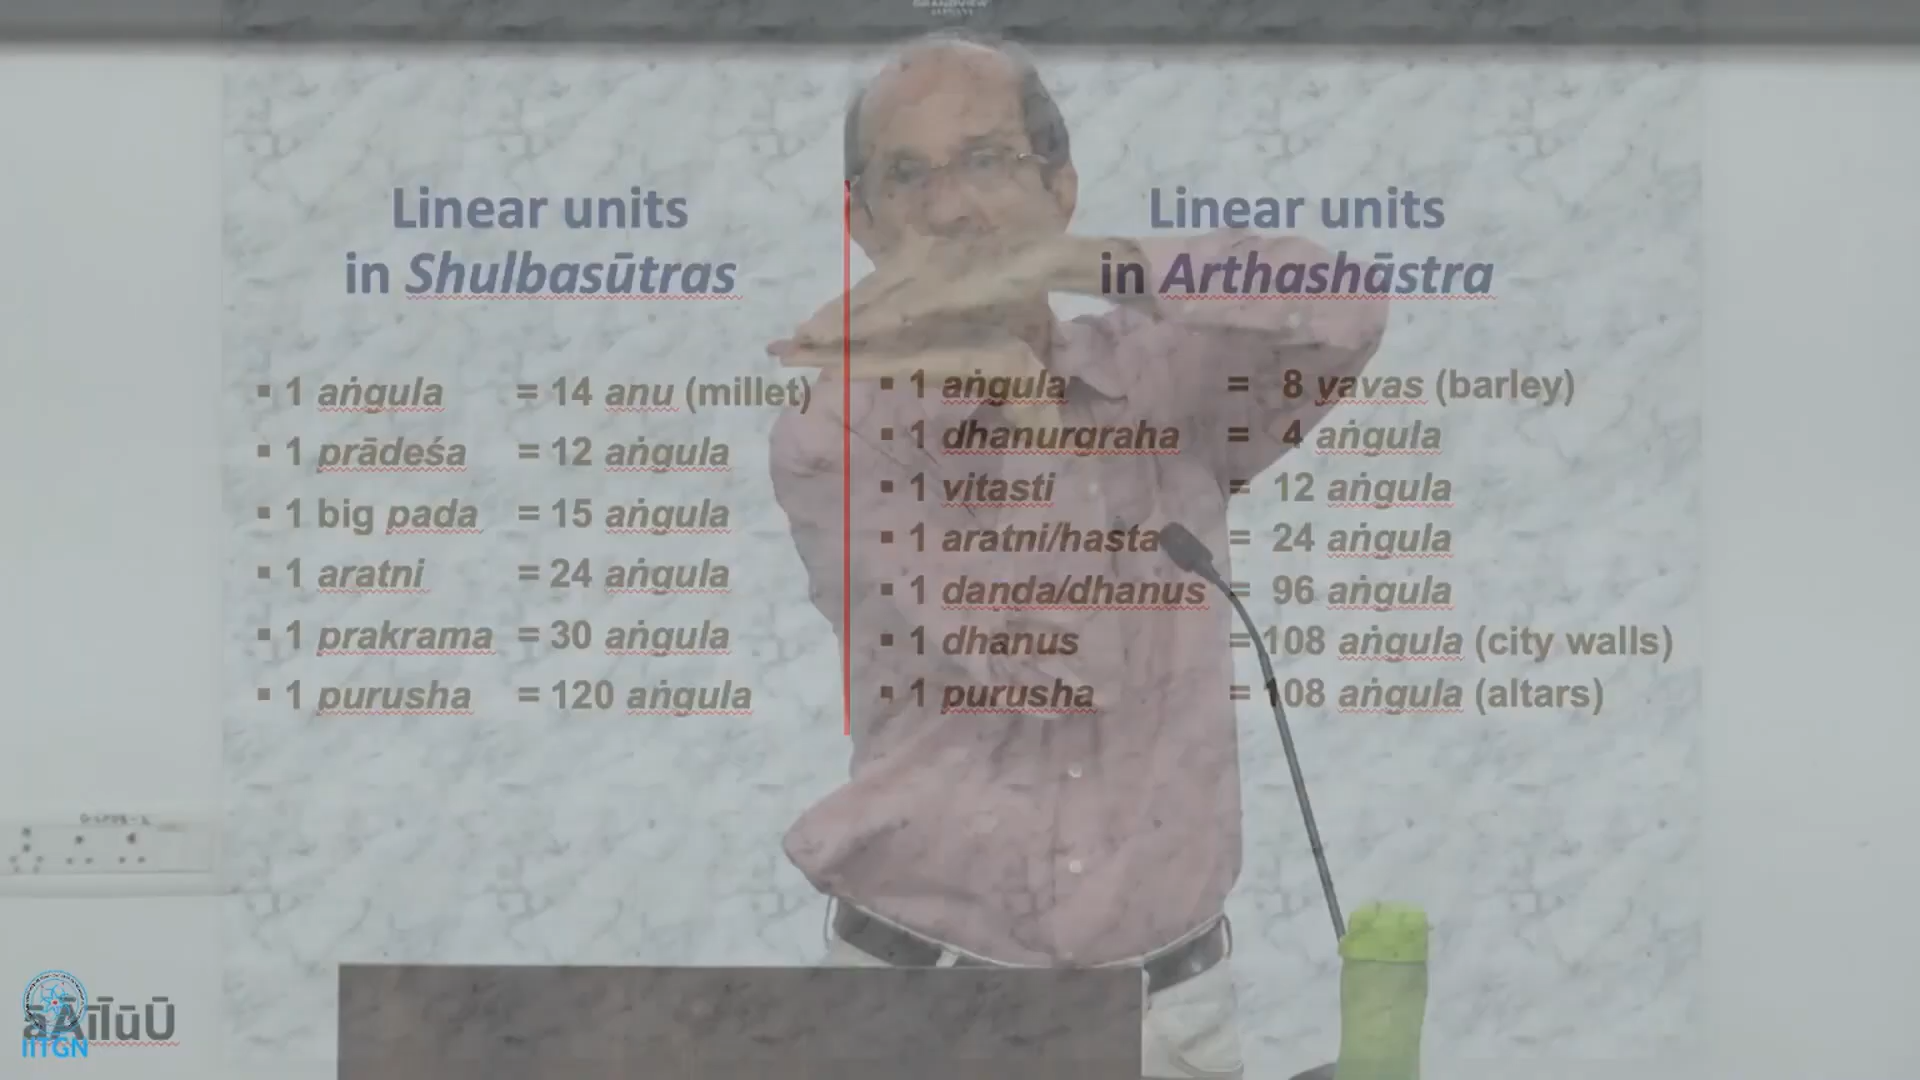 Linear units
in Shulbasūtras
▪ 1 aṅgula = 14 anu (millet)
▪ 1 prādeśa = 12 aṅgula
▪ 1 big pada = 15 aṅgula
▪ 1 aratni = 24 aṅgula
▪ 1 prakrama = 30 aṅgula
▪ 1 purusha = 120 aṅgula
Linear units
in Arthashāstra
▪ 1 aṅgula = 8 yavas (barley)
▪ 1 dhanurgraha = 4 aṅgula
▪ 1 vitasti = 12 aṅgula
▪ 1 aratni/hasta = 24 aṅgula
▪ 1 danda/dhanus = 96 aṅgula
▪ 1 dhanus = 108 aṅgula (city walls)
▪ 1 purusha = 108 aṅgula (altars)
āĀīĪūŪ
IITGN